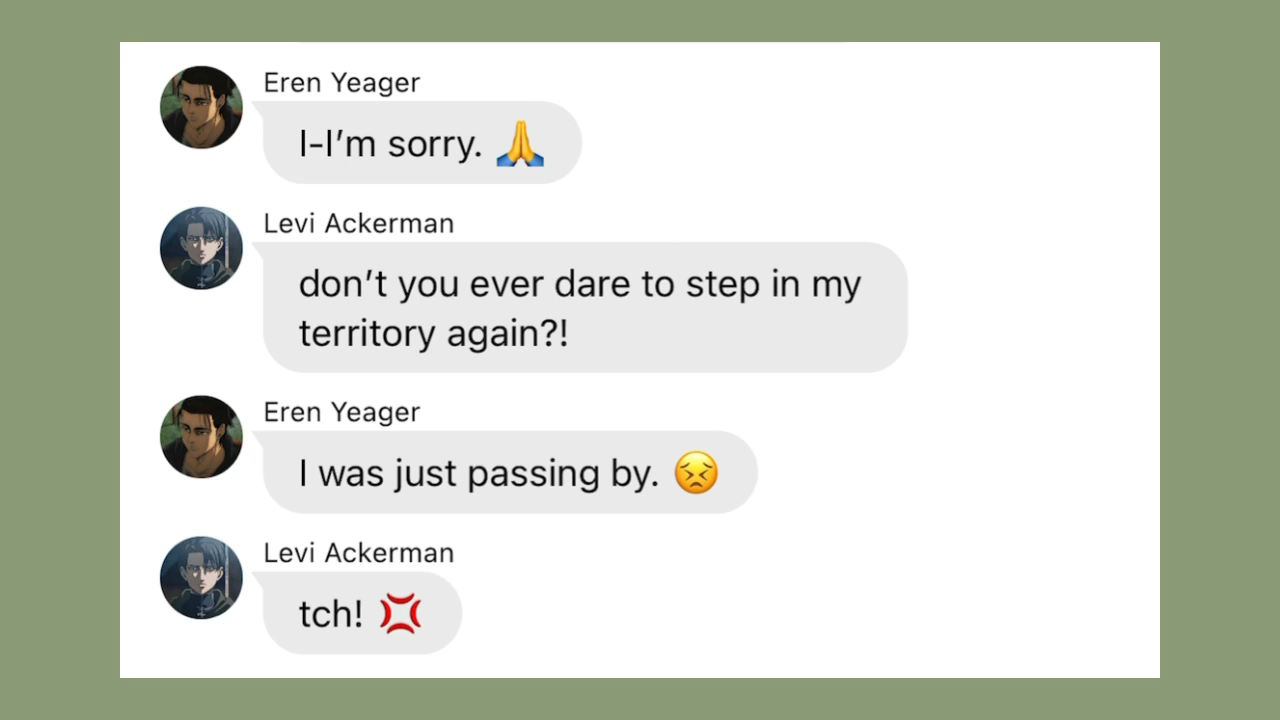 Eren Yeager
I-I’m sorry. 🙏
Levi Ackerman
don’t you ever dare to step in my
territory again?!
Eren Yeager
I was just passing by. 😣
Levi Ackerman
tch! 💢